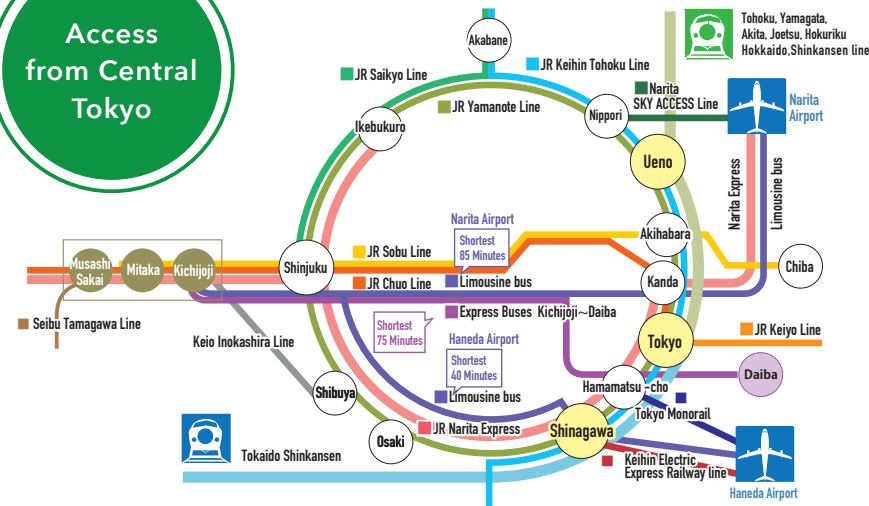 Access
from Central
Tokyo
Akabane
Tohoku, Yamagata,
Akita, Joetsu, Hokuriku
Hokkaido,Shinkansen line
JR Saikyo Line
JR Keihin Tohoku Line
Narita
SKY ACCESS Line
JR Yamanote Line
Nippori
Narita
Airport
Ikebukuro
Ueno
Narita Express
Limousine bus
Narita Airport
Shortest
85 Minutes
Akihabara
JR Sobu Line
Musashi
Sakai
Mitaka
Kichijoji
Shinjuku
Chiba
JR Chuo Line
Limousine bus
Kanda
Express Buses Kichijoji~Daiba
Seibu Tamagawa Line
Shortest
75 Minutes
Keio Inokashira Line
Haneda Airport
Shortest
40 Minutes
Tokyo
JR Keiyo Line
Daiba
Hamamatsu-cho
Shibuya
Limousine bus
Tokyo Monorail
JR Narita Express
Shinagawa
Osaki
Tokaido Shinkansen
Keihin Electric
Express Railway line
Haneda Airport